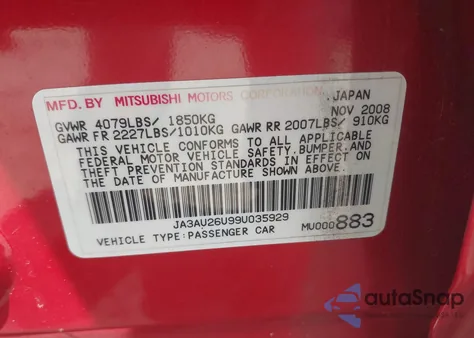 MFD. BY MITSUBISHI MOTORS CORPORATION, JAPAN
GVWR 4079LBS/ 1850KG NOV 2008
GAWR FR 2227LBS/1010KG GAWR RR 2007LBS/ 910KG
THIS VEHICLE CONFORMS TO ALL APPLICABLE
FEDERAL MOTOR VEHICLE SAFETY, BUMPER, AND
THEFT PREVENTION STANDARDS IN EFFECT ON
THE DATE OF MANUFACTURE SHOWN ABOVE.
JA3AU26U99U035929
VEHICLE TYPE: PASSENGER CAR MU000883
autaSnap